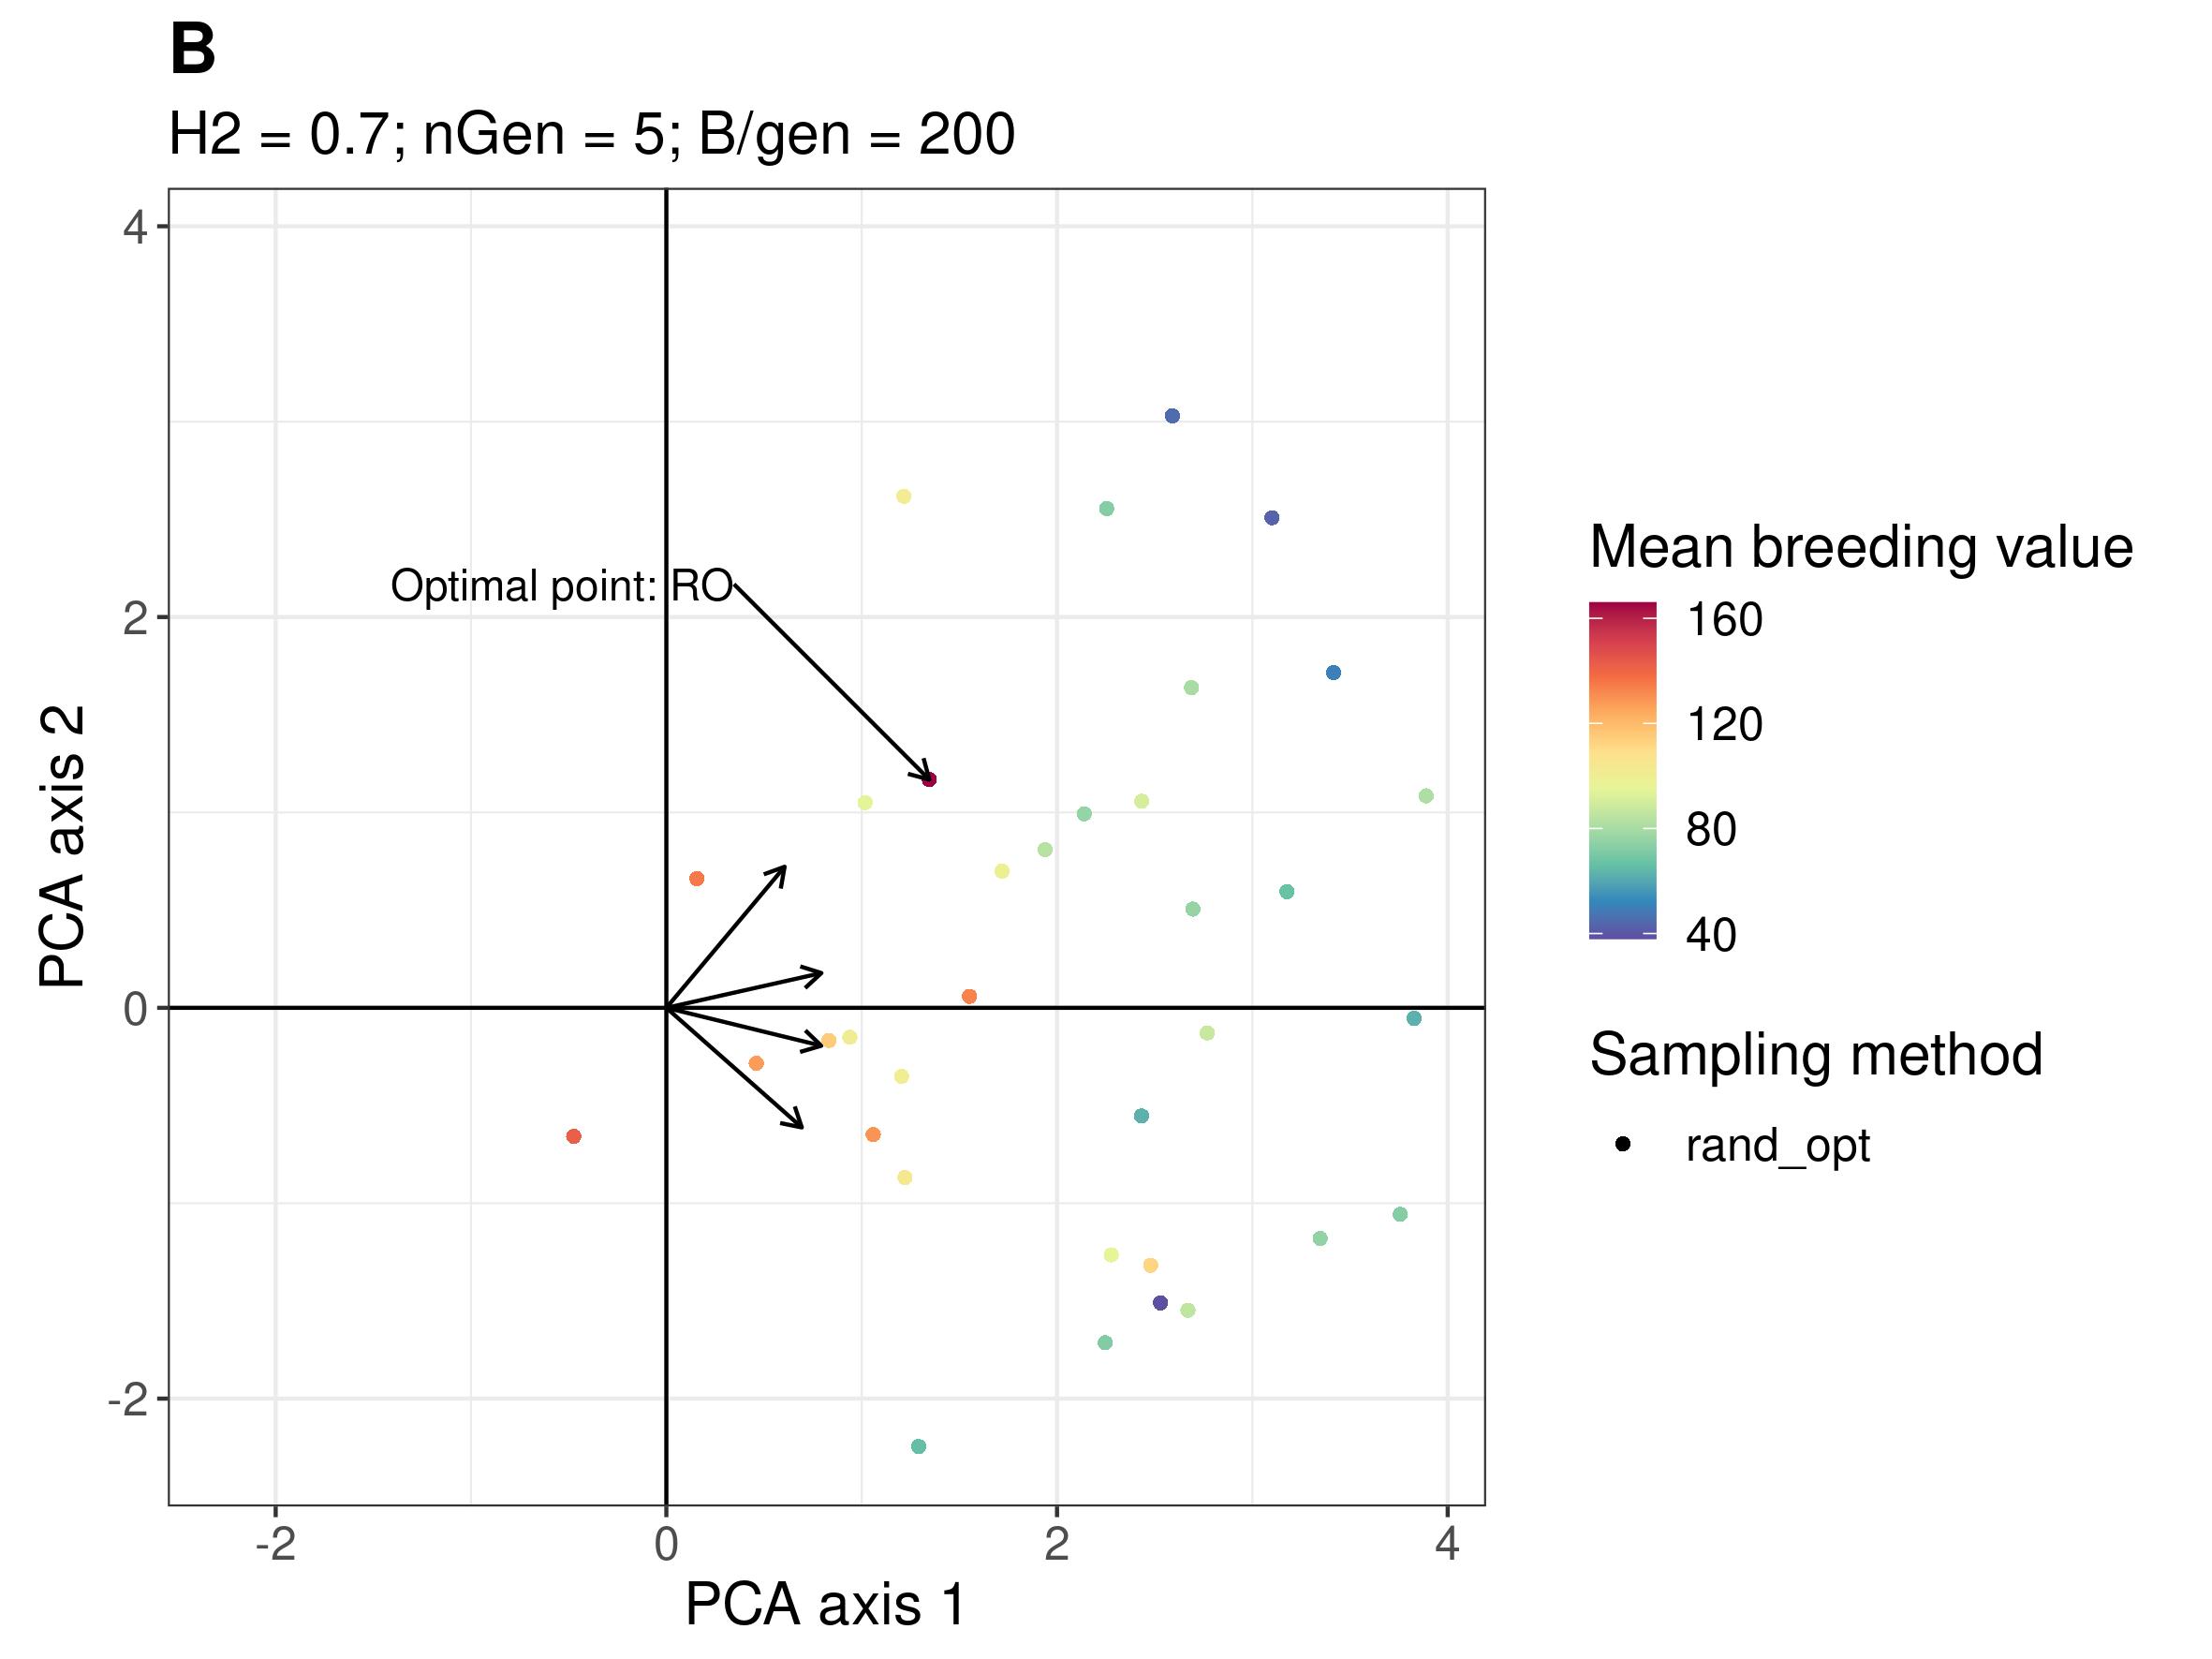 B
H2 = 0.7; nGen = 5; B/gen = 200
4
2
0
-2
PCA axis 2
Optimal point: RO
-2
0
2
4
PCA axis 1
Mean breeding value
160
120
80
40
Sampling method
rand_opt